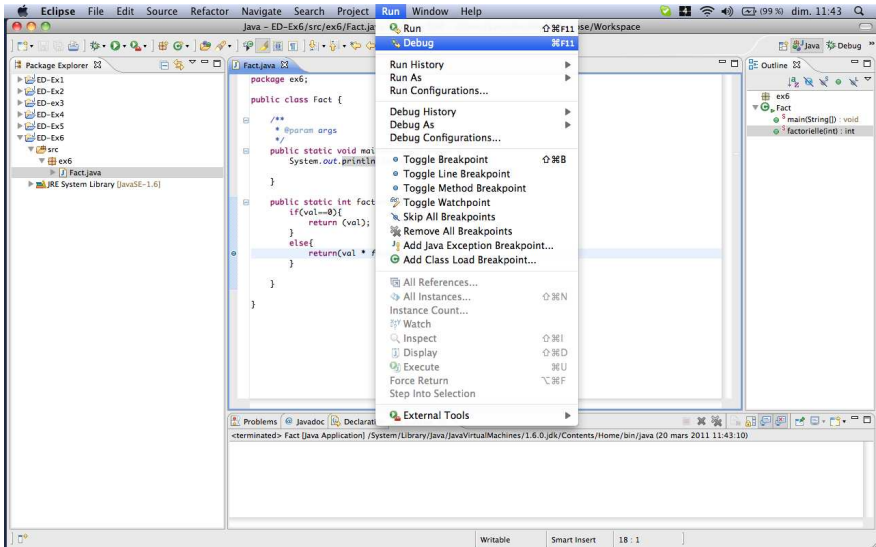 Eclipse File Edit Source Refactor Navigate Search Project Run Window Help (99 %) dim. 11:43
Java – ED-Ex6/src/ex6/Fact.ja
se/Workspace
Java Debug
Package Explorer
ED-Ex1
ED-Ex2
ED-ex3
ED-Ex4
ED-Ex5
ED-Ex6
src
ex6
Fact.java
JRE System Library [JavaSE-1.6]
Fact.java
package ex6;
public class Fact {
/**
* @param args
*/
public static void mai
System.out.println
}
public static int fact
if(val==0){
return (val);
}
else{
return(val * f
}
}
}
Run ⇧⌘F11
Debug ⌘F11
Run History
Run As
Run Configurations...
Debug History
Debug As
Debug Configurations...
Toggle Breakpoint ⇧⌘B
Toggle Line Breakpoint
Toggle Method Breakpoint
Toggle Watchpoint
Skip All Breakpoints
Remove All Breakpoints
Add Java Exception Breakpoint...
Add Class Load Breakpoint...
All References...
All Instances... ⇧⌘N
Instance Count...
Watch
Inspect ⇧⌘I
Display ⇧⌘D
Execute ⌘U
Force Return ⌥⌘F
Step Into Selection
External Tools
Outline
ex6
Fact
main(String[]) : void
factorielle(int) : int
Problems @ Javadoc Declarati
<terminated> Fact [Java Application] /System/Library/Java/JavaVirtualMachines/1.6.0.jdk/Contents/Home/bin/java (20 mars 2011 11:43:10)
Writable Smart Insert 18 : 1